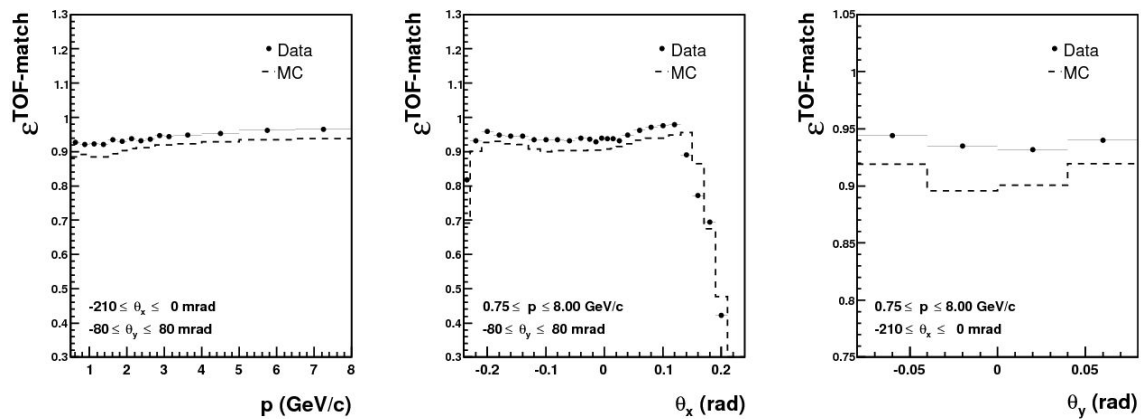 ε^TOF-match
1.3
1.2
1.1
1
0.9
0.8
0.7
0.6
0.5
0.4
0.3
Data
MC
-210 ≤ θx ≤ 0 mrad
-80 ≤ θy ≤ 80 mrad
1 2 3 4 5 6 7 8
p (GeV/c)
ε^TOF-match
1.3
1.2
1.1
1
0.9
0.8
0.7
0.6
0.5
0.4
0.3
Data
MC
0.75 ≤ p ≤ 8.00 GeV/c
-80 ≤ θy ≤ 80 mrad
-0.2 -0.1 0 0.1 0.2
θx (rad)
ε^TOF-match
1.05
1
0.95
0.9
0.85
0.8
0.75
Data
MC
0.75 ≤ p ≤ 8.00 GeV/c
-210 ≤ θx ≤ 0 mrad
-0.05 0 0.05
θy (rad)